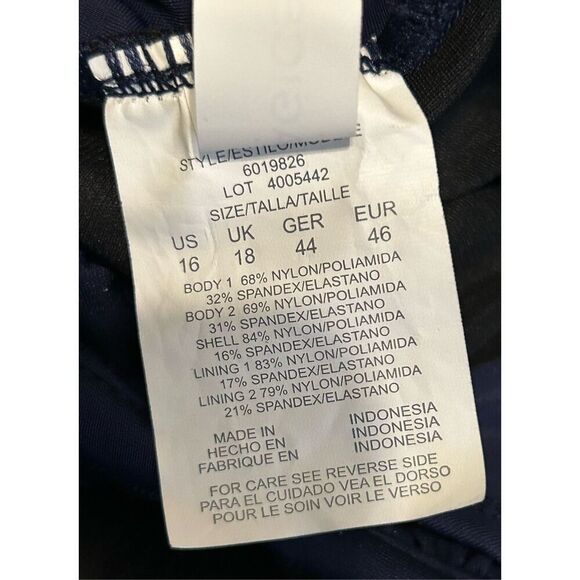 STYLE/ESTILO/MODELE
6019826
LOT 4005442
SIZE/TALLA/TAILLE
US UK GER EUR
16 18 44 46
BODY 1 68% NYLON/POLIAMIDA
32% SPANDEX/ELASTANO
BODY 2 69% NYLON/POLIAMIDA
31% SPANDEX/ELASTANO
SHELL 84% NYLON/POLIAMIDA
16% SPANDEX/ELASTANO
LINING 1 83% NYLON/POLIAMIDA
17% SPANDEX/ELASTANO
LINING 2 79% NYLON/POLIAMIDA
21% SPANDEX/ELASTANO
MADE IN INDONESIA
HECHO EN INDONESIA
FABRIQUE EN INDONESIA
FOR CARE SEE REVERSE SIDE
PARA EL CUIDADO VEA EL DORSO
POUR LE SOIN VOIR LE VERSO